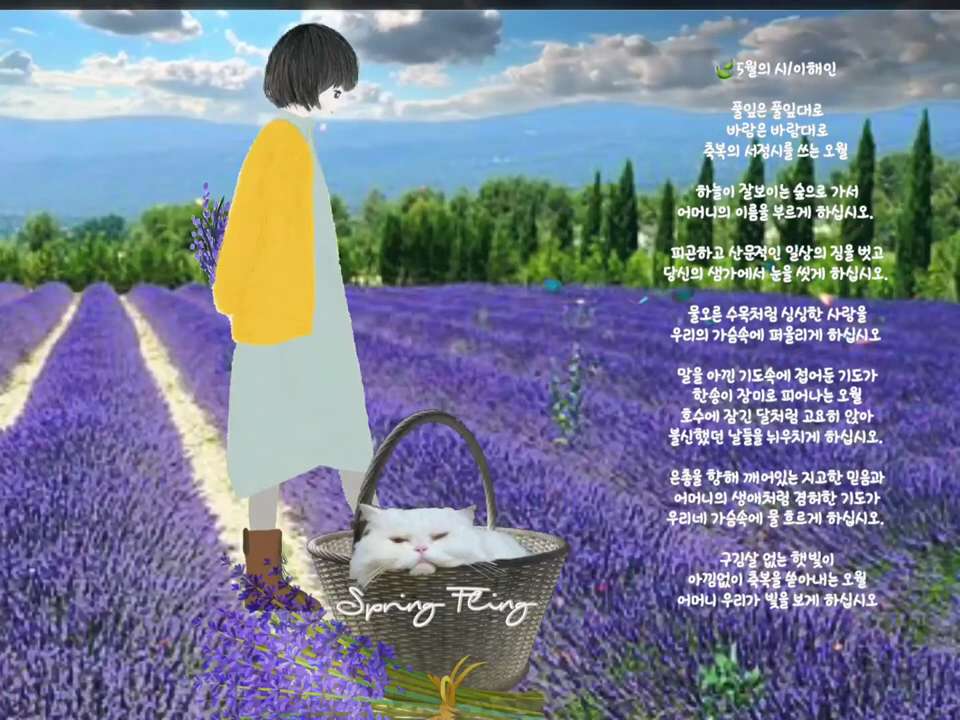 5월의 시/이해인
풀잎은 풀잎대로
바람은 바람대로
축복의 서정시를 쓰는 오월
하늘이 잘보이는 숲으로 가서
어머니의 이름을 부르게 하십시오.
피곤하고 산문적인 일상의 짐을 벗고
당신의 샘가에서 눈을 씻게 하십시오.
물오른 수목처럼 싱싱한 사랑을
우리의 가슴속에 퍼올리게 하십시오
말을 아낀 기도속에 접어둔 기도가
한송이 장미로 피어나는 오월
호수에 잠긴 달처럼 고요히 앉아
불신했던 날들을 뉘우치게 하십시오.
은총을 향해 깨어있는 지고한 믿음과
어머니의 생애처럼 겸허한 기도가
우리네 가슴속에 물 흐르게 하십시오.
구김살 없는 햇빛이
아낌없이 축복을 쏟아내는 오월
어머니 우리가 빛을 보게 하십시오
Spring Fling